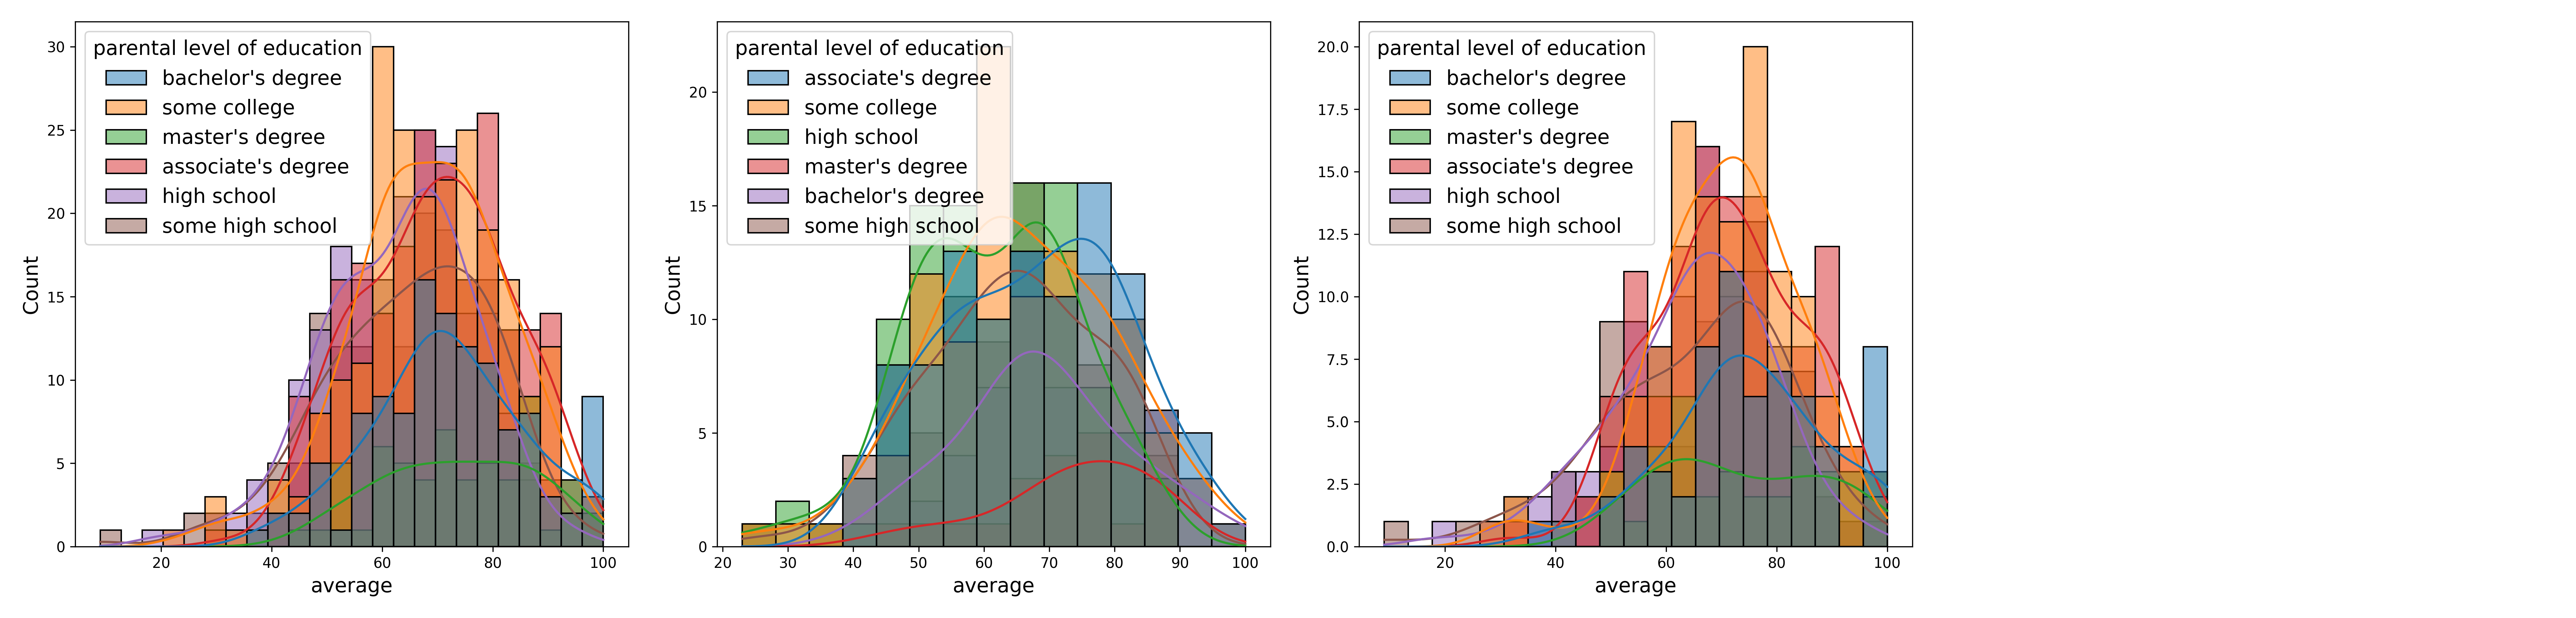 parental level of education
bachelor's degree
some college
master's degree
associate's degree
high school
some high school
Count
30
25
20
15
10
5
0
20
40
60
80
100
average
parental level of education
associate's degree
some college
high school
master's degree
bachelor's degree
some high school
Count
20
15
10
5
0
20
30
40
50
60
70
80
90
100
average
parental level of education
bachelor's degree
some college
master's degree
associate's degree
high school
some high school
Count
20.0
17.5
15.0
12.5
10.0
7.5
5.0
2.5
0.0
20
40
60
80
100
average